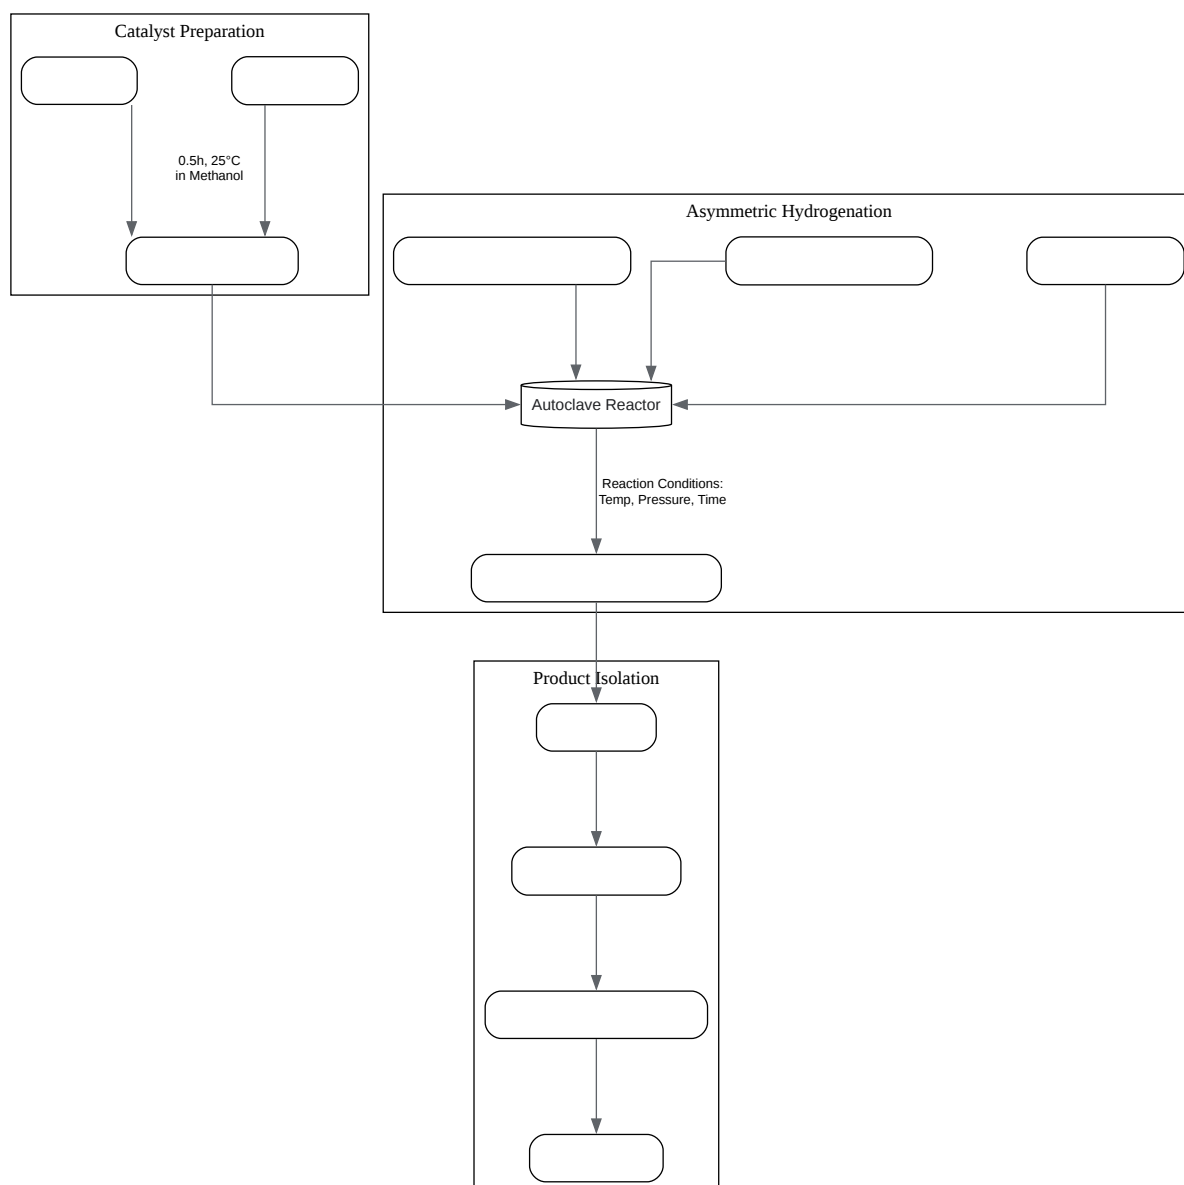 Catalyst Preparation
0.5h, 25°C
in Methanol
Asymmetric Hydrogenation
Autoclave Reactor
Reaction Conditions:
Temp, Pressure, Time
Product Isolation